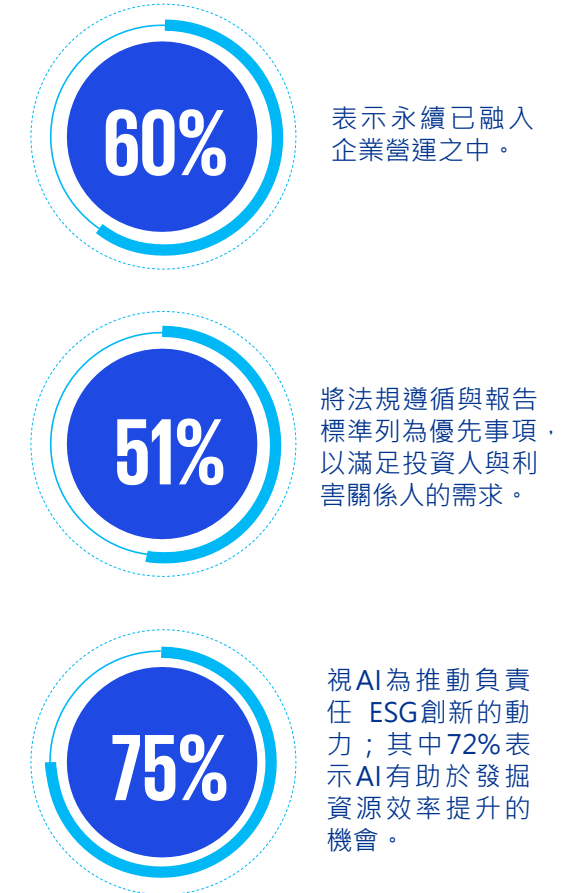 60%
表示永續已融入
企業營運之中。
51%
將法規遵循與報告
標準列為優先事項，
以滿足投資人與利
害關係人的需求。
75%
視AI為推動負責
任 ESG創新的動
力；其中72%表
示AI有助於發掘
資源效率提升的
機會。